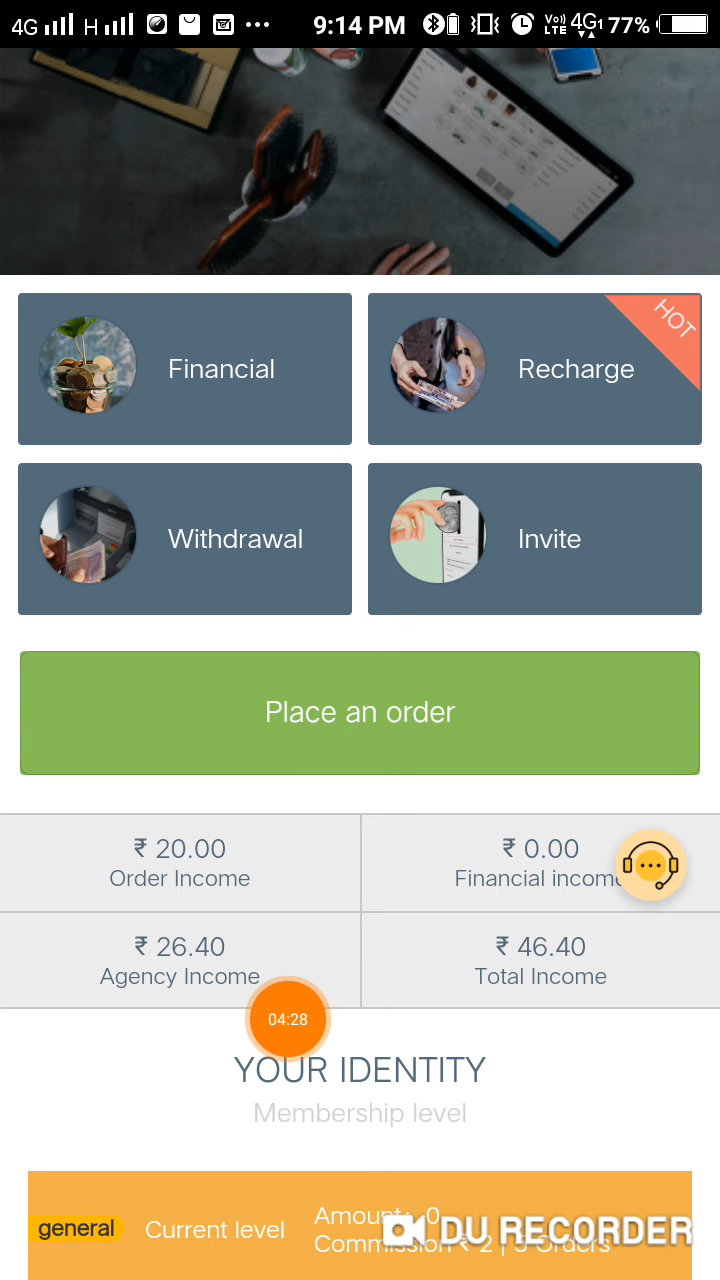 4G H 9:14 PM Vo)) LTE 4G1 77%
Financial
Recharge
HOT
Withdrawal
Invite
Place an order
₹ 20.00
Order Income
₹ 0.00
Financial income
₹ 26.40
Agency Income
₹ 46.40
Total Income
04:28
YOUR IDENTITY
Membership level
general
Current level
Amount: 0
Commission ₹ 2 | 5 Orders
DU RECORDER